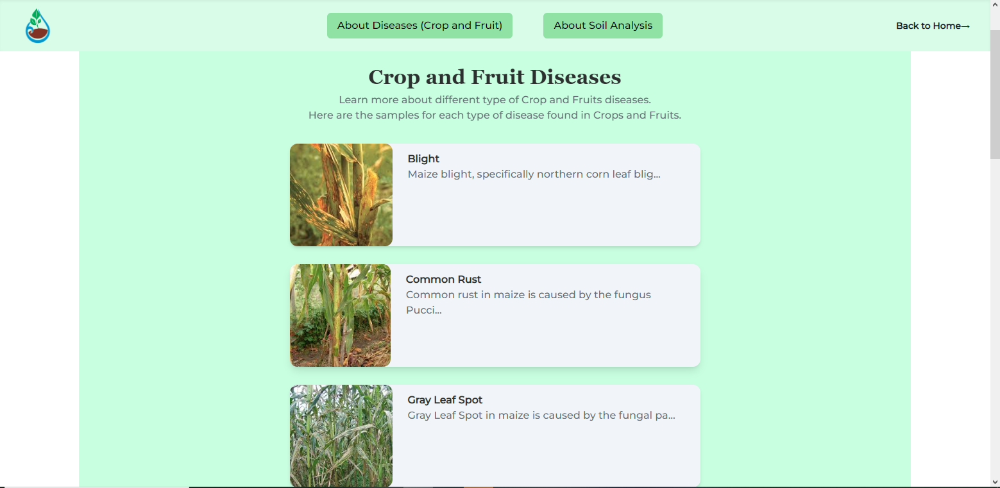 About Diseases (Crop and Fruit)
About Soil Analysis
Back to Home→
Crop and Fruit Diseases
Learn more about different type of Crop and Fruits diseases.
Here are the samples for each type of disease found in Crops and Fruits.
Blight
Maize blight, specifically northern corn leaf blig...
Common Rust
Common rust in maize is caused by the fungus
Pucci...
Gray Leaf Spot
Gray Leaf Spot in maize is caused by the fungal pa...